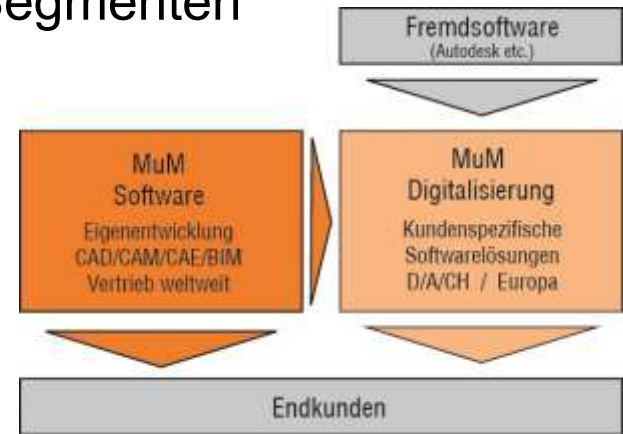 Segmenten
Fremdsoftware
(Autodesk etc.)
MuM
Software
Eigenentwicklung
CAD/CAM/CAE/BIM
Vertrieb weltweit
MuM
Digitalisierung
Kundenspezifische
Softwarelösungen
D/A/CH / Europa
Endkunden